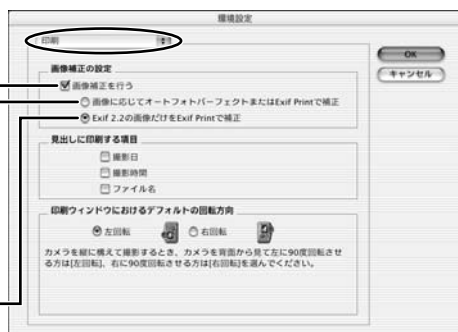 環境設定
印刷
OK
キャンセル
画像補正の設定
画像補正を行う
画像に応じてオートフォトパーフェクトまたはExif Printで補正
Exif 2.2の画像だけをExif Printで補正
見出しに印刷する項目
撮影日
撮影時間
ファイル名
印刷ウィンドウにおけるデフォルトの回転方向
左回転
右回転
カメラを縦に構えて撮影するとき、カメラを背面から見て左に90度回転させ
る方は[左回転]、右に90度回転させる方は[右回転]を選んでください。